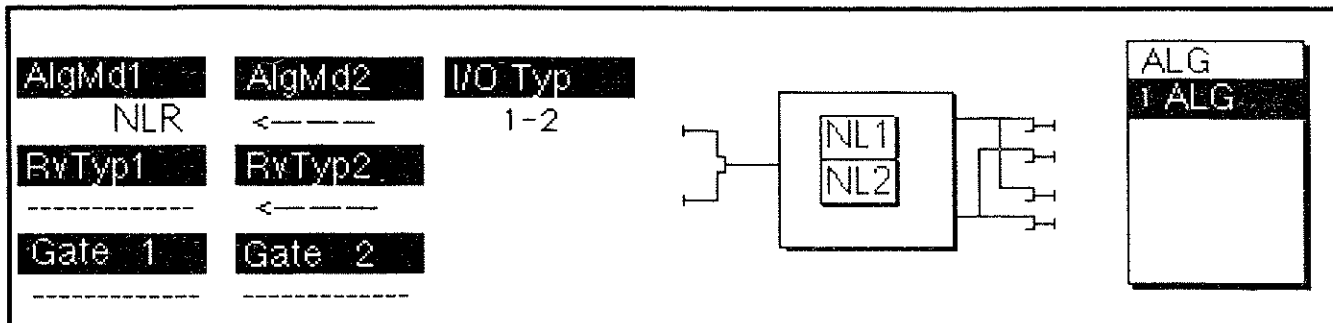 AlgMd1 AlgMd2 I/O Typ
NLR <---- 1-2
RvTyp1 RvTyp2
------------- <----
Gate 1 Gate 2
------------- -------------
NL1
NL2
ALG
1 ALG